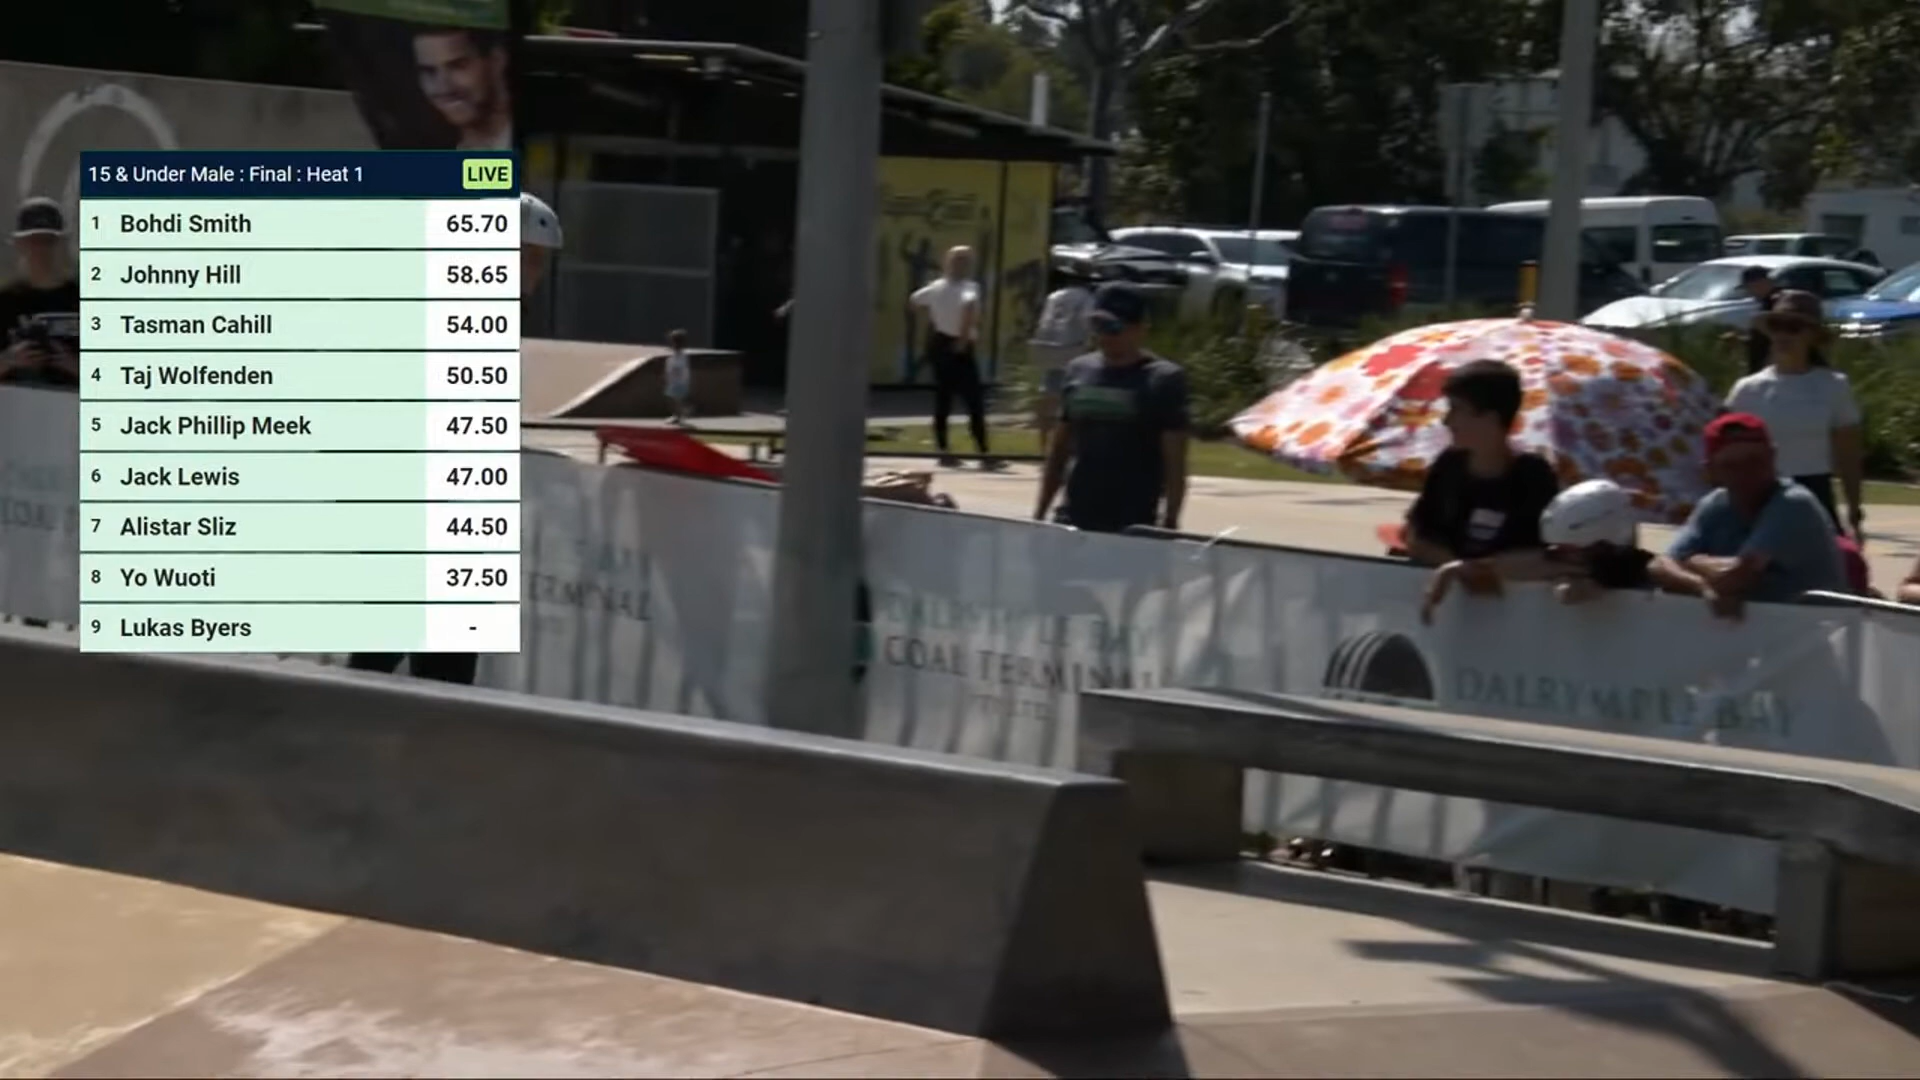 15 & Under Male : Final : Heat 1 LIVE
1 Bohdi Smith 65.70
2 Johnny Hill 58.65
3 Tasman Cahill 54.00
4 Taj Wolfenden 50.50
5 Jack Phillip Meek 47.50
6 Jack Lewis 47.00
7 Alistar Sliz 44.50
8 Yo Wuoti 37.50
9 Lukas Byers -
TERMINAL
DALRYMPLE BAY
COAL TERMINAL
PTY LTD
DALRYMPLE BAY